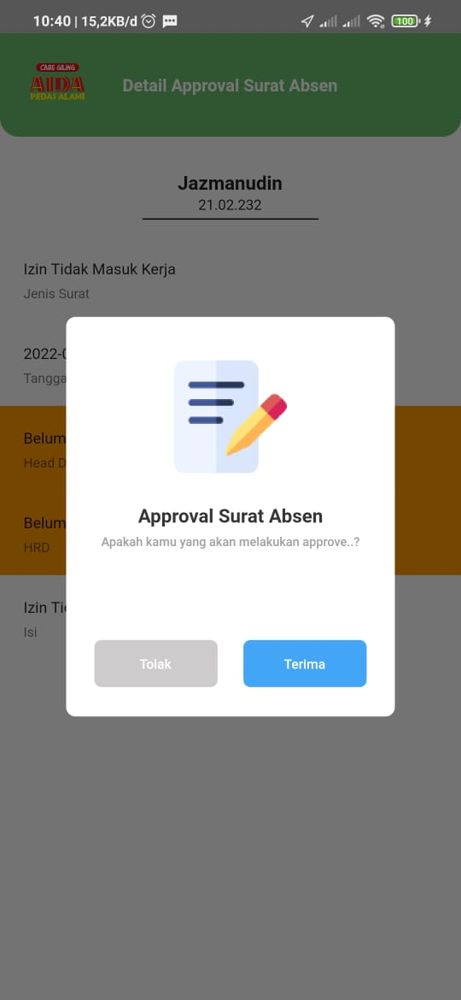 10:40 | 15,2KB/d
100
CABE GILING
AIDA
PEDAS ALAMI
Detail Approval Surat Absen
Jazmanudin
21.02.232
Izin Tidak Masuk Kerja
Jenis Surat
2022-
Tangga
Belum
Head D
Belum
HRD
Izin
Isi
Approval Surat Absen
Apakah kamu yang akan melakukan approve..?
Tolak
Terima